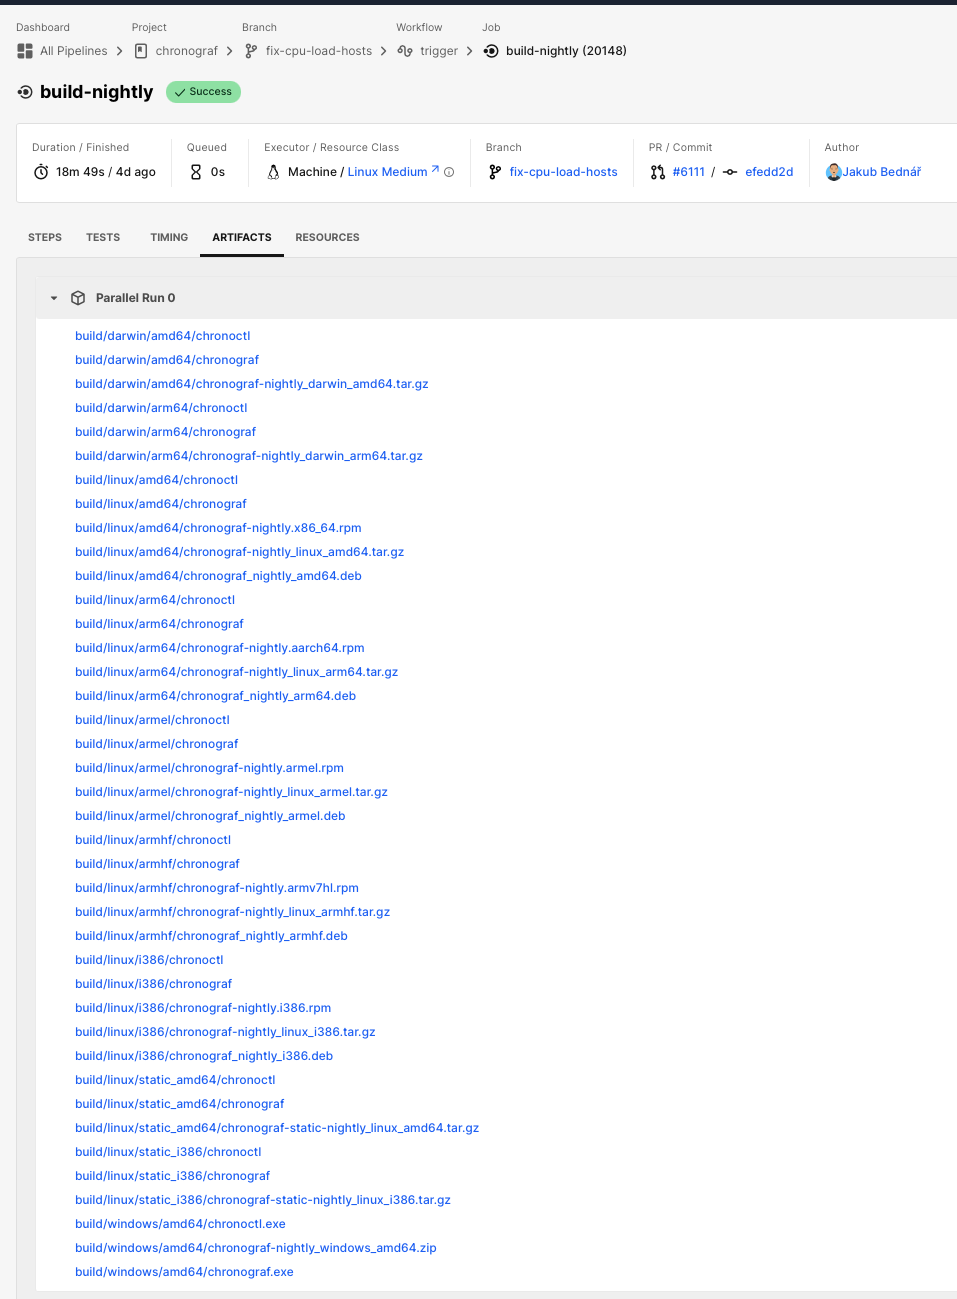 Dashboard Project Branch Workflow Job
All Pipelines chronograf fix-cpu-load-hosts trigger build-nightly (20148)
build-nightly Success
Duration / Finished Queued Executor / Resource Class Branch PR / Commit Author
18m 49s / 4d ago 0s Machine / Linux Medium fix-cpu-load-hosts #6111 / efedd2d Jakub Bednář
STEPS TESTS TIMING ARTIFACTS RESOURCES
Parallel Run 0
build/darwin/amd64/chronoctl
build/darwin/amd64/chronograf
build/darwin/amd64/chronograf-nightly_darwin_amd64.tar.gz
build/darwin/arm64/chronoctl
build/darwin/arm64/chronograf
build/darwin/arm64/chronograf-nightly_darwin_arm64.tar.gz
build/linux/amd64/chronoctl
build/linux/amd64/chronograf
build/linux/amd64/chronograf-nightly.x86_64.rpm
build/linux/amd64/chronograf-nightly_linux_amd64.tar.gz
build/linux/amd64/chronograf_nightly_amd64.deb
build/linux/arm64/chronoctl
build/linux/arm64/chronograf
build/linux/arm64/chronograf-nightly.aarch64.rpm
build/linux/arm64/chronograf-nightly_linux_arm64.tar.gz
build/linux/arm64/chronograf_nightly_arm64.deb
build/linux/armel/chronoctl
build/linux/armel/chronograf
build/linux/armel/chronograf-nightly.armel.rpm
build/linux/armel/chronograf-nightly_linux_armel.tar.gz
build/linux/armel/chronograf_nightly_armel.deb
build/linux/armhf/chronoctl
build/linux/armhf/chronograf
build/linux/armhf/chronograf-nightly.armv7hl.rpm
build/linux/armhf/chronograf-nightly_linux_armhf.tar.gz
build/linux/armhf/chronograf_nightly_armhf.deb
build/linux/i386/chronoctl
build/linux/i386/chronograf
build/linux/i386/chronograf-nightly.i386.rpm
build/linux/i386/chronograf-nightly_linux_i386.tar.gz
build/linux/i386/chronograf_nightly_i386.deb
build/linux/static_amd64/chronoctl
build/linux/static_amd64/chronograf
build/linux/static_amd64/chronograf-static-nightly_linux_amd64.tar.gz
build/linux/static_i386/chronoctl
build/linux/static_i386/chronograf
build/linux/static_i386/chronograf-static-nightly_linux_i386.tar.gz
build/windows/amd64/chronoctl.exe
build/windows/amd64/chronograf-nightly_windows_amd64.zip
build/windows/amd64/chronograf.exe